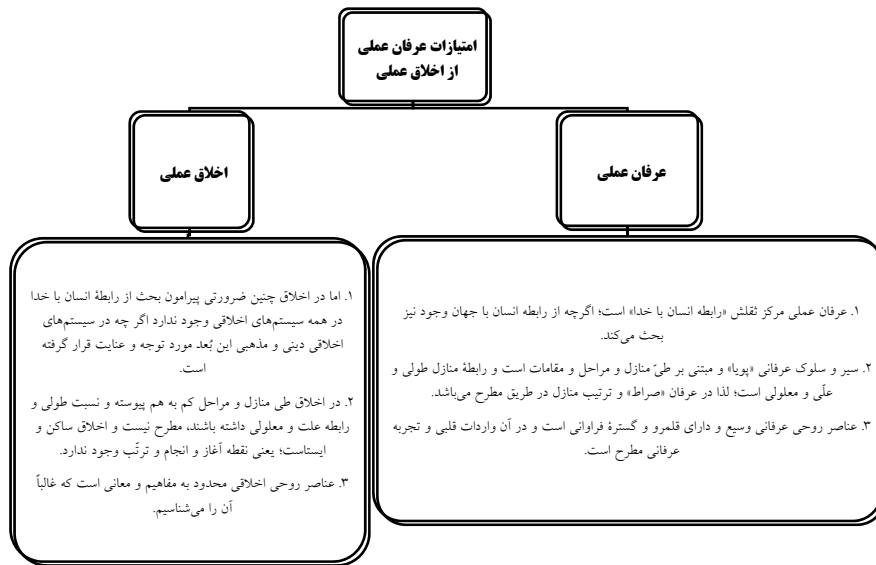 امتیازات عرفان عملی
از اخلاق عملی
عرفان عملی
اخلاق عملی
۱. عرفان عملی مرکز ثقلش «رابطه انسان با خدا» است؛ اگرچه از رابطه انسان با جهان وجود نیز
بحث می‌کند.
۲. سیر و سلوک عرفانی «پویا» و مبتنی بر طیّ منازل و مراحل و مقامات است و رابطهٔ منازل طولی و
علّی و معلولی است؛ لذا در عرفان «صراط» و ترتیب منازل در طریق مطرح می‌باشد.
۳. عناصر روحی عرفانی وسیع و دارای قلمرو و گسترهٔ فراوانی است و در آن واردات قلبی و تجربه
عرفانی مطرح است.
۱. اما در اخلاق چنین ضرورتی پیرامون بحث از رابطهٔ انسان با خدا
در همه سیستم‌های اخلاقی وجود ندارد اگر چه در سیستم‌های
اخلاقی دینی و مذهبی این بُعد مورد توجه و عنایت قرار گرفته
است.
۲. در اخلاق طی منازل و مراحل کم به هم پیوسته و نسبت طولی و
رابطه علت و معلولی داشته باشند، مطرح نیست و اخلاق ساکن و
ایستاست؛ یعنی نقطه آغاز و انجام و ترتّب وجود ندارد.
۳. عناصر روحی اخلاقی محدود به مفاهیم و معانی است که غالباً
آن را می‌شناسیم.